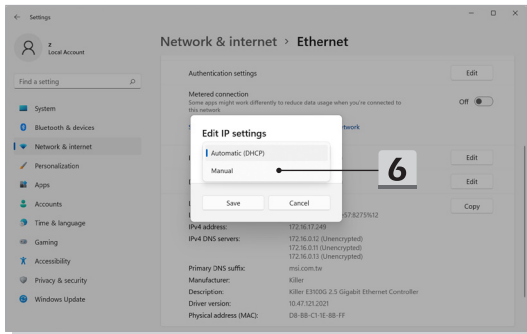 Settings
z
Local Account
Find a setting
System
Bluetooth & devices
Network & internet
Personalization
Apps
Accounts
Time & language
Gaming
Accessibility
Privacy & security
Windows Update
Network & internet > Ethernet
Authentication settings
Edit
Metered connection
Some apps might work differently to reduce data usage when you're connected to
this network
Off
Edit IP settings
Automatic (DHCP)
Manual
6
Save
Cancel
Edit
Edit
Copy
IPv4 address:
172.16.17.249
IPv4 DNS servers:
172.16.0.12 (Unencrypted)
172.16.0.11 (Unencrypted)
172.16.0.13 (Unencrypted)
Primary DNS suffix:
msi.com.tw
Manufacturer:
Killer
Description:
Killer E3100G 2.5 Gigabit Ethernet Controller
Driver version:
10.47.121.2021
Physical address (MAC):
D8-BB-C1-1E-88-FF